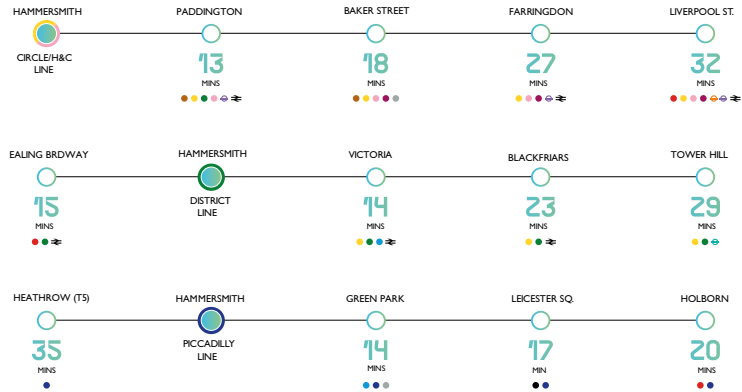 HAMMERSMITH
PADDINGTON
BAKER STREET
FARRINGDON
LIVERPOOL ST.
CIRCLE/H&C
LINE
13
MINS
18
MINS
27
MINS
32
MINS
EALING BRDWAY
HAMMERSMITH
VICTORIA
BLACKFRIARS
TOWER HILL
15
MINS
DISTRICT
LINE
14
MINS
23
MINS
29
MINS
HEATHROW (T5)
HAMMERSMITH
GREEN PARK
LEICESTER SQ.
HOLBORN
35
MINS
PICCADILLY
LINE
14
MINS
17
MIN
20
MINS